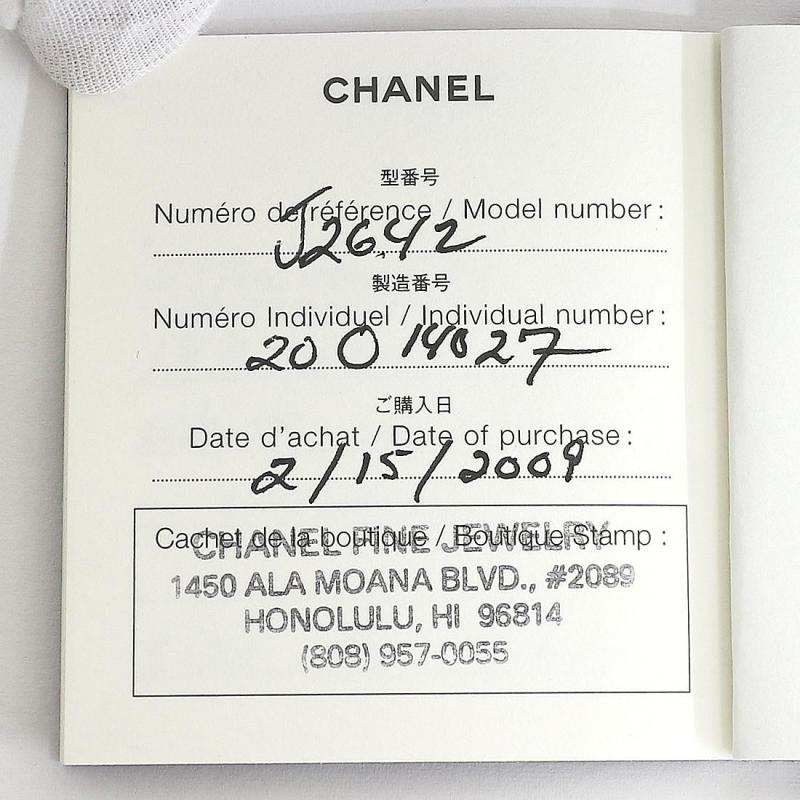 CHANEL
型番号
Numéro de référence / Model number:
J2642
製造番号
Numéro Individuel / Individual number:
20014027
ご購入日
Date d'achat / Date of purchase:
2/15/2009
Cachet de la boutique / Boutique Stamp :
CHANEL FINE JEWELRY
1450 ALA MOANA BLVD., #2089
HONOLULU, HI 96814
(808) 957-0055